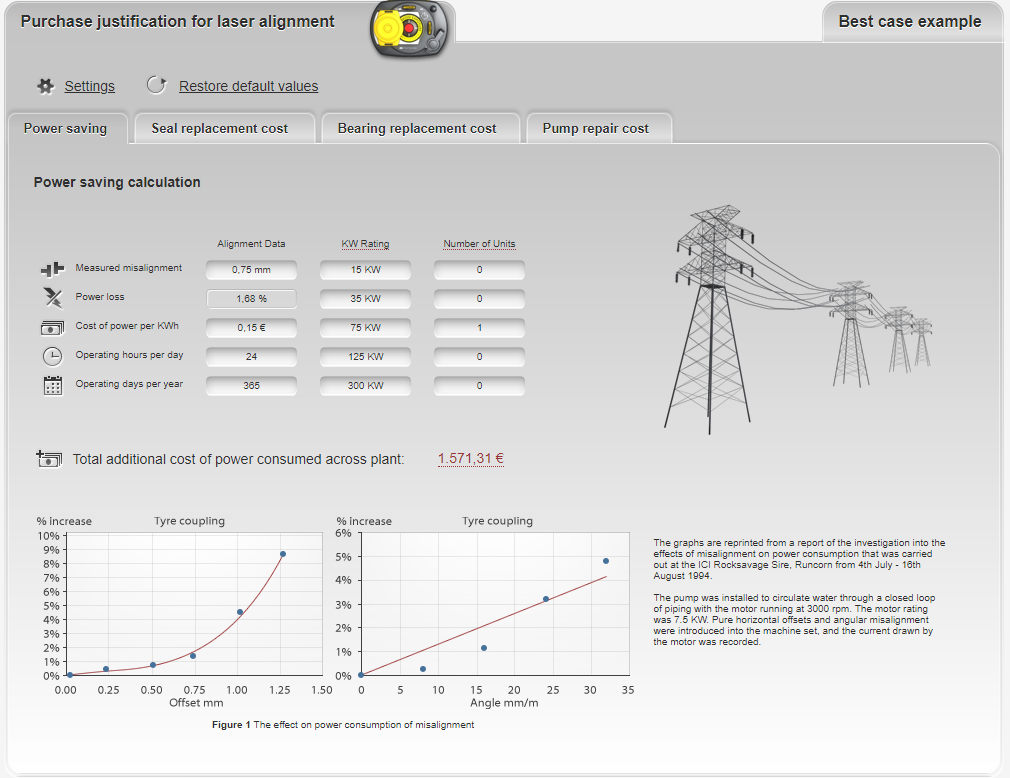 Purchase justification for laser alignment
Best case example
Settings
Restore default values
Power saving
Seal replacement cost
Bearing replacement cost
Pump repair cost
Power saving calculation
Alignment Data
KW Rating
Number of Units
Measured misalignment
0,75 mm
15 KW
0
Power loss
1,68 %
35 KW
0
Cost of power per KWh
0,15 €
75 KW
1
Operating hours per day
24
125 KW
0
Operating days per year
365
300 KW
0
Total additional cost of power consumed across plant:
1.571,31 €
% increase
Tyre coupling
10%
9%
8%
7%
6%
5%
4%
3%
2%
1%
0%
0.00
0.25
0.50
0.75
1.00
1.25
1.50
Offset mm
% increase
Tyre coupling
6%
5%
4%
3%
2%
1%
0%
0
5
10
15
20
25
30
35
Angle mm/m
Figure 1 The effect on power consumption of misalignment
The graphs are reprinted from a report of the investigation into the
effects of misalignment on power consumption that was carried
out at the ICI Rocksavage Sire, Runcorn from 4th July - 16th
August 1994.
The pump was installed to circulate water through a closed loop
of piping with the motor running at 3000 rpm. The motor rating
was 7.5 KW. Pure horizontal offsets and angular misalignment
were introduced into the machine set, and the current drawn by
the motor was recorded.